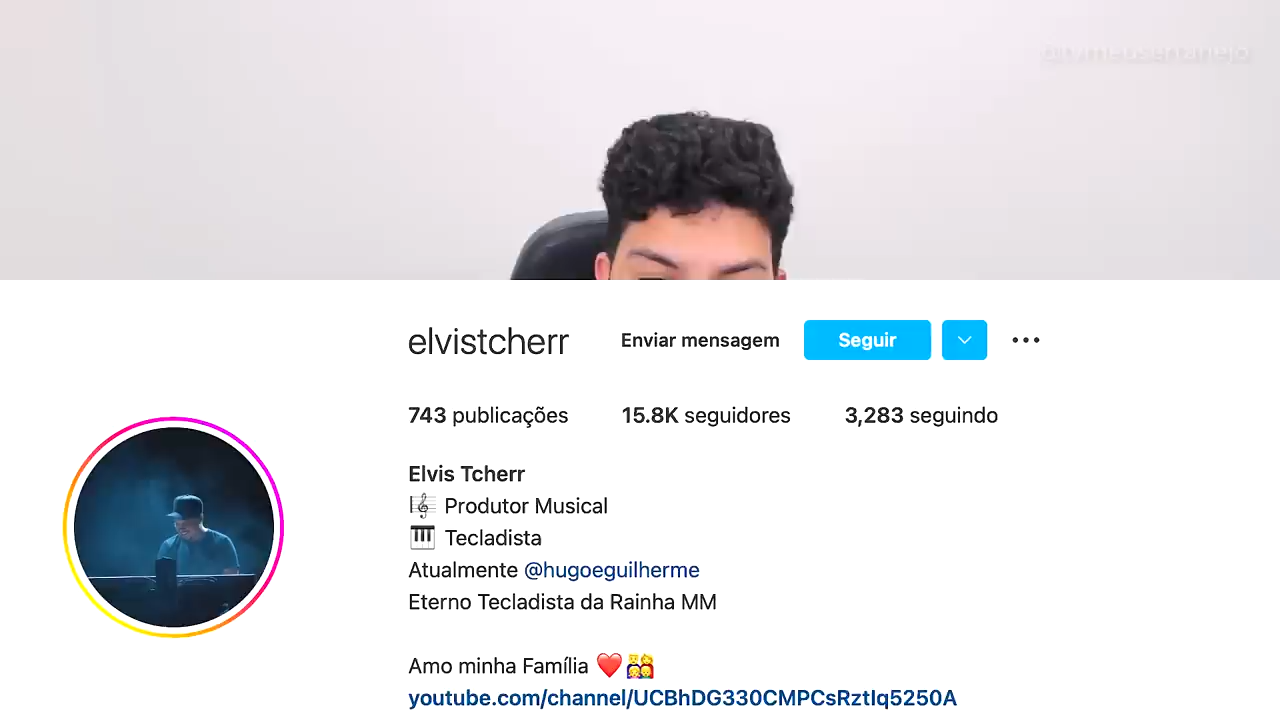 @tvmeusertanejo
elvistcherr Enviar mensagem Seguir
743 publicações 15.8K seguidores 3,283 seguindo
Elvis Tcherr
🎼 Produtor Musical
🎹 Tecladista
Atualmente @hugoeguilherme
Eterno Tecladista da Rainha MM
Amo minha Família ❤️👨‍👩‍👧‍👦
youtube.com/channel/UCBhDG330CMPCsRztIq5250A